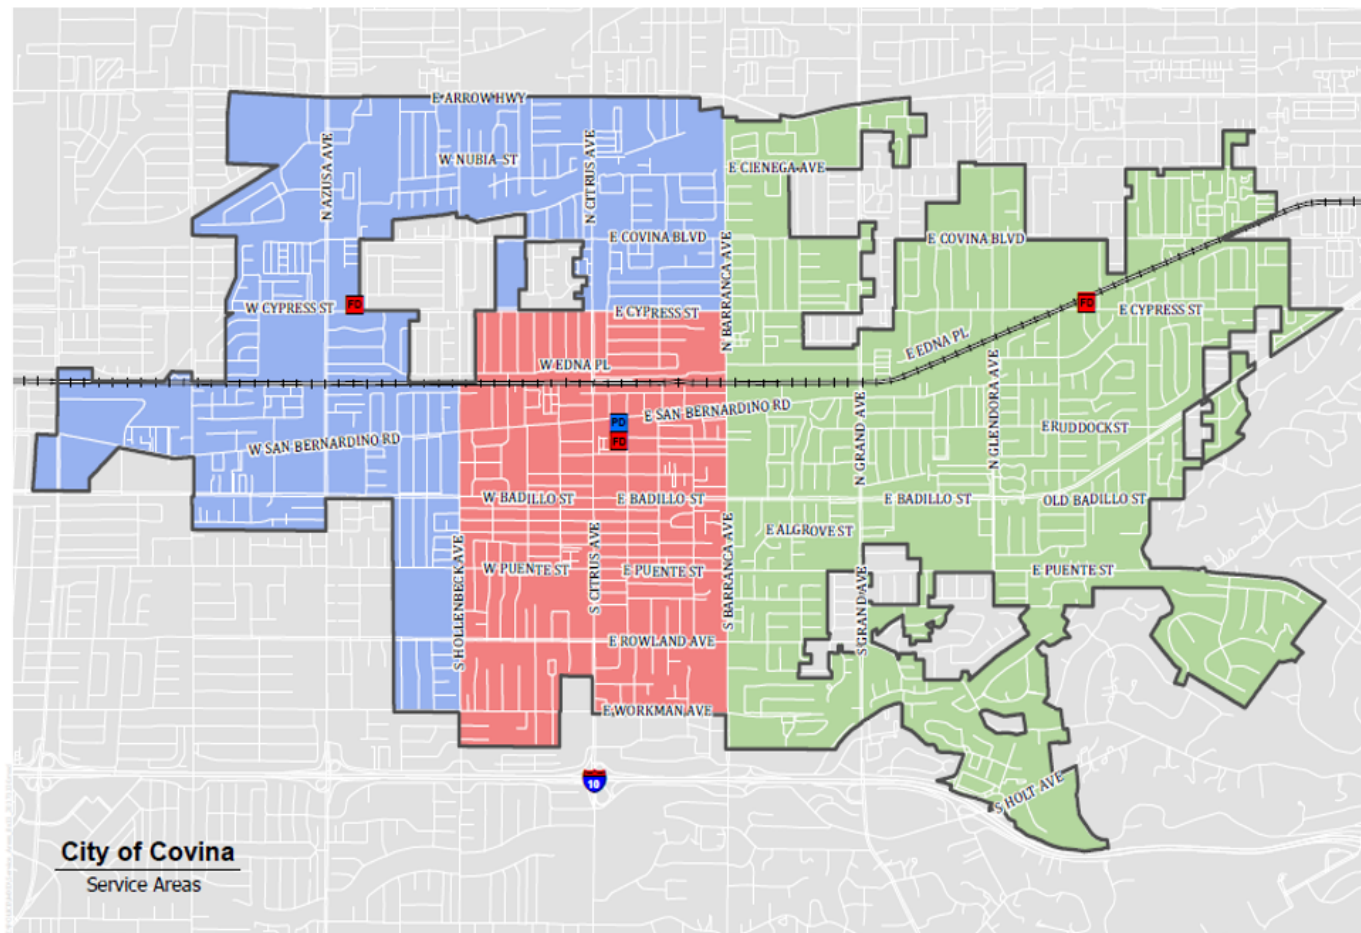 E ARROW HWY
W NUBIA ST
N AZUSA AVE
N CITRUS AVE
E CIENEGA AVE
E COVINA BLVD
E COVINA BLVD
N BARRANCA AVE
W CYPRESS ST
FD
E CYPRESS ST
FD
E CYPRESS ST
W EDNA PL
E EDNA PL
N GLENDORA AVE
PD
FD
E SAN BERNARDINO RD
W SAN BERNARDINO RD
N GRAND AVE
E RUDDOCK ST
W BADILLO ST
E BADILLO ST
E BADILLO ST
OLD BADILLO ST
E ALGROVE ST
S HOLLENBECK AVE
S CITRUS AVE
S BARRANCA AVE
W PUENTE ST
E PUENTE ST
E PUENTE ST
S GRAND AVE
E ROWLAND AVE
E WORKMAN AVE
10
S HOLT AVE
City of Covina
Service Areas